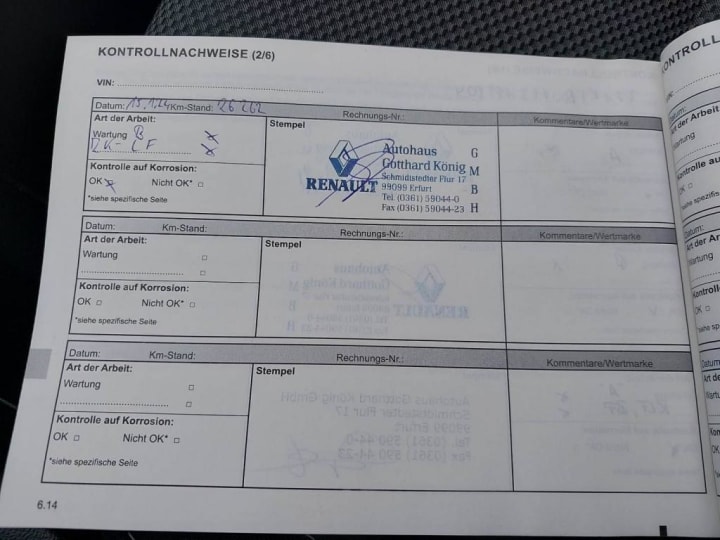 KONTROLLNACHWEISE (2/6)
VIN:
Datum: 15.1.24 Km-Stand: 26262 Rechnungs-Nr.: Kommentare/Wertmarke
Art der Arbeit: Stempel
Wartung B x
x
Kontrolle auf Korrosion:
OK x Nicht OK*
*siehe spezifische Seite
RENAULT
Autohaus G
Gotthard König M
Schmidtstedter Flur 17
99099 Erfurt B
Tel. (0361) 59044-0
Fax (0361) 59044-23 H
Datum: Km-Stand: Rechnungs-Nr.: Kommentare/Wertmarke
Art der Arbeit: Stempel
Wartung
Kontrolle auf Korrosion:
OK Nicht OK*
*siehe spezifische Seite
Datum: Km-Stand: Rechnungs-Nr.: Kommentare/Wertmarke
Art der Arbeit: Stempel
Wartung
Kontrolle auf Korrosion:
OK Nicht OK*
*siehe spezifische Seite
6.14